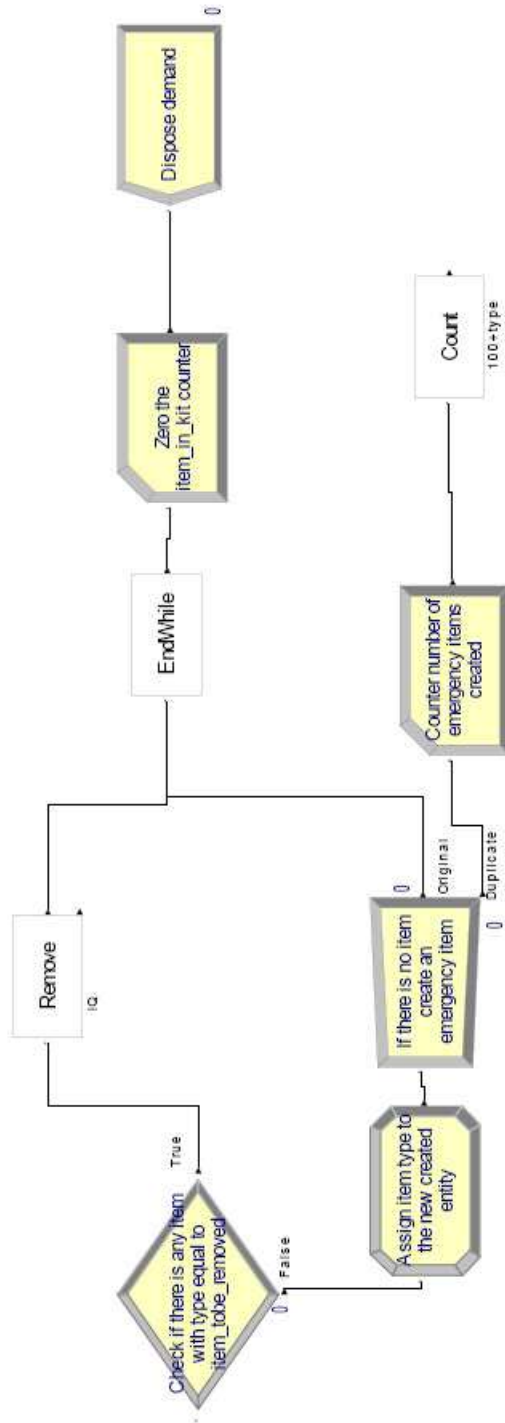 Check if there is any item
with type equal to
item_tobe_removed
True
False
0
Remove
IQ
Assign item type to
the new created
entity
If there is no item
create an
emergency item
0
Original
Duplicate
0
EndWhile
Zero the
item_in_kit counter
Dispose demand
0
Counter number of
emergency items
created
Count
100+type